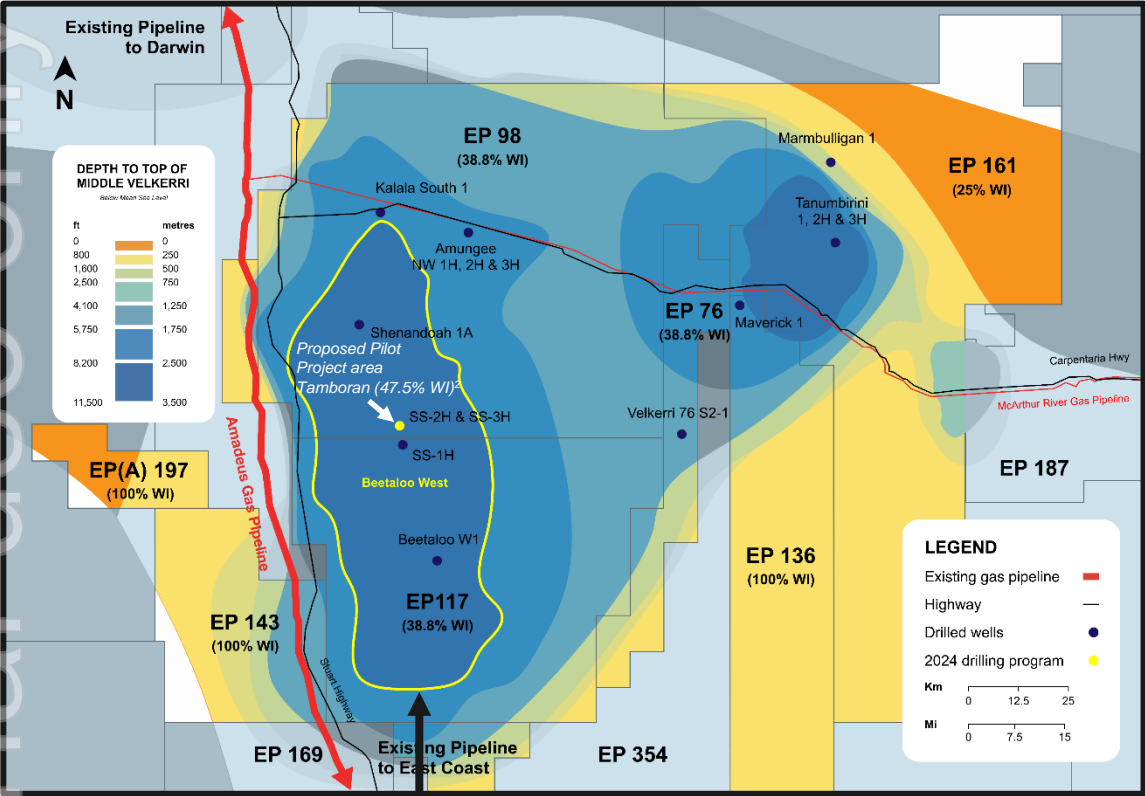 Existing Pipeline
to Darwin
N
DEPTH TO TOP OF
MIDDLE VELKERRI
Below Mean Sea Level
ft metres
0 0
800 250
1,600 500
2,500 750
4,100 1,250
5,750 1,750
8,200 2,500
11,500 3,500
EP 98
(38.8% WI)
Marmbulligan 1
EP 161
(25% WI)
Kalala South 1
Tanumbirini
1, 2H & 3H
Amungee
NW 1H, 2H & 3H
EP 76
(38.8% WI)
Maverick 1
Shenandoah 1A
Proposed Pilot
Project area
Tamboran (47.5% WI)²
Carpentaria Hwy
McArthur River Gas Pipeline
SS-2H & SS-3H
SS-1H
Velkerri 76 S2-1
Beetaloo West
Amadeus Gas Pipeline
EP(A) 197
(100% WI)
EP 187
Beetaloo W1
EP117
(38.8% WI)
EP 136
(100% WI)
EP 143
(100% WI)
Stuart Highway
EP 169
Existing Pipeline
to East Coast
EP 354
LEGEND
Existing gas pipeline
Highway
Drilled wells
2024 drilling program
Km
0 12.5 25
Mi
0 7.5 15